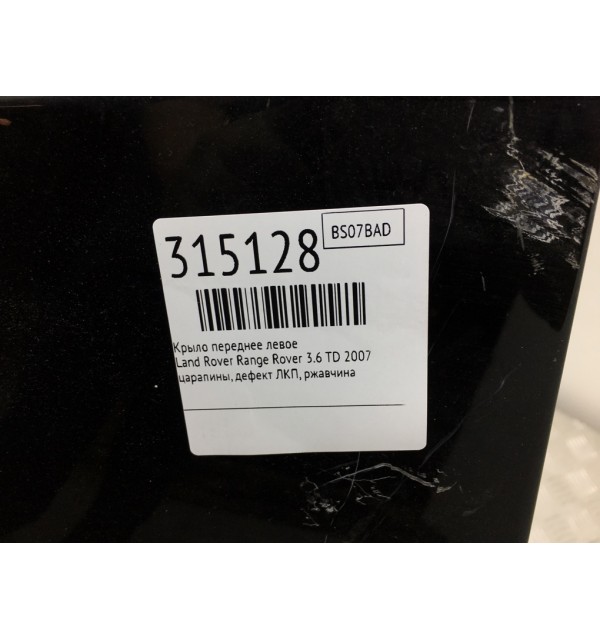 315128
BS07BAD
Крыло переднее левое
Land Rover Range Rover 3.6 TD 2007
царапины, дефект ЛКП, ржавчина